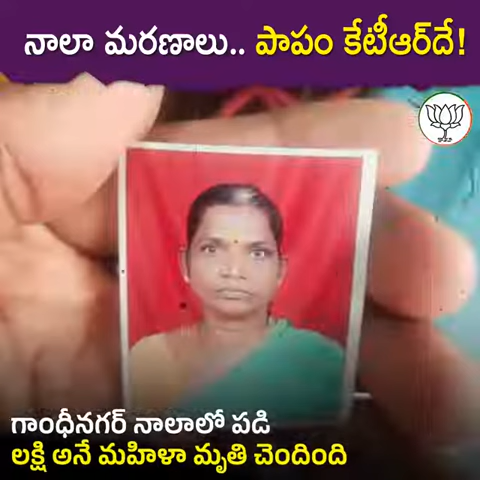 నాలా మరణాలు.. పాపం కేటీఆర్‌దే!
గాంధీనగర్ నాలాలో పడి
లక్షి అనే మహిళా మృతి చెందింది